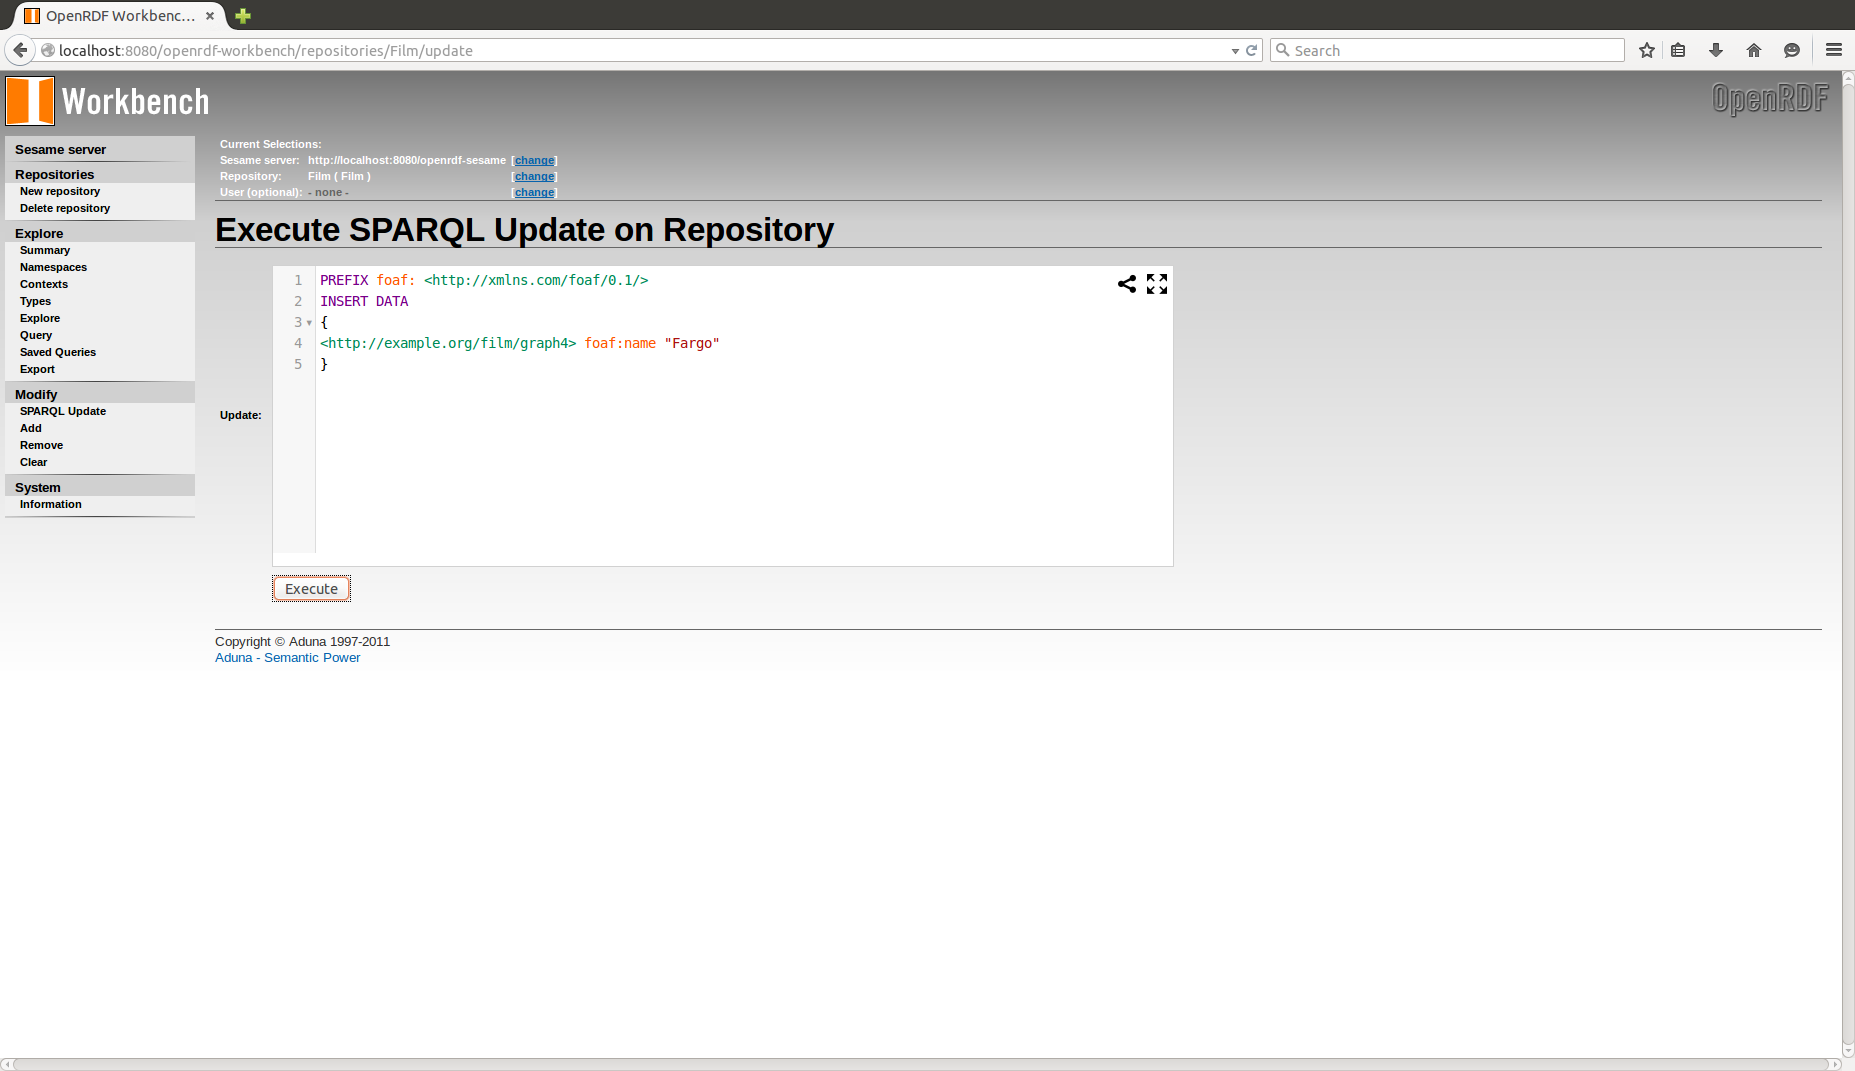 OpenRDF Workbenc...
localhost:8080/openrdf-workbench/repositories/Film/update
Search
Workbench
OpenRDF
Sesame server
Repositories
New repository
Delete repository
Explore
Summary
Namespaces
Contexts
Types
Explore
Query
Saved Queries
Export
Modify
SPARQL Update
Add
Remove
Clear
System
Information
Current Selections:
Sesame server: http://localhost:8080/openrdf-sesame [change]
Repository: Film ( Film ) [change]
User (optional): - none - [change]
Execute SPARQL Update on Repository
Update:
1 PREFIX foaf: <http://xmlns.com/foaf/0.1/>
2 INSERT DATA
3 {
4 <http://example.org/film/graph4> foaf:name "Fargo"
5 }
Execute
Copyright © Aduna 1997-2011
Aduna - Semantic Power